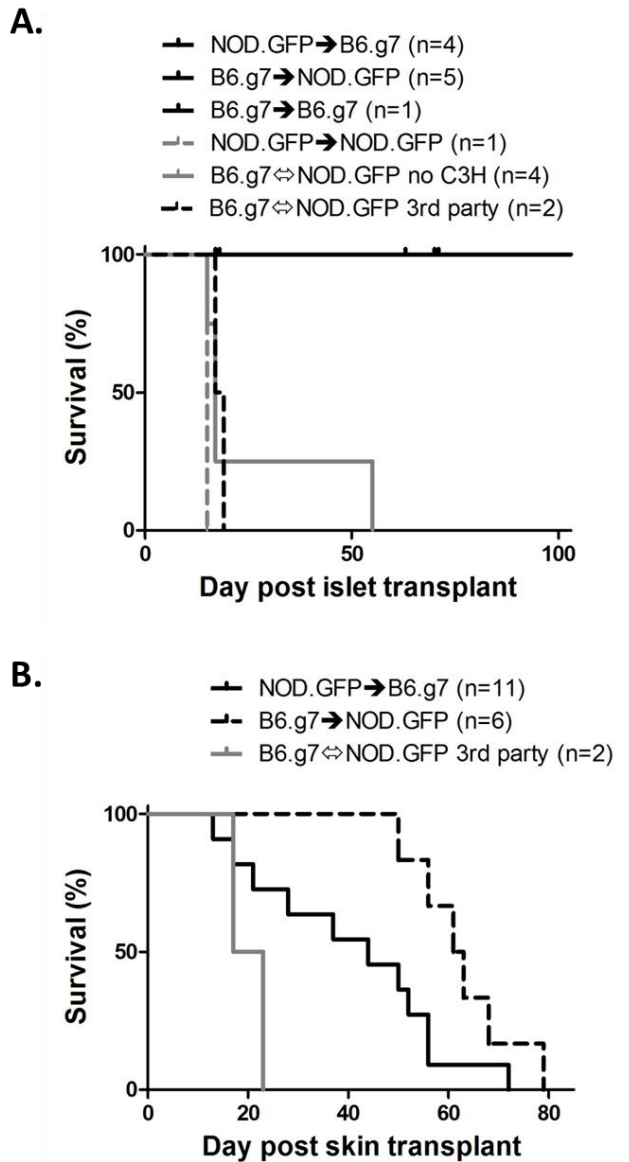 A.
NOD.GFP➔B6.g7 (n=4)
B6.g7➔NOD.GFP (n=5)
B6.g7➔B6.g7 (n=1)
NOD.GFP➔NOD.GFP (n=1)
B6.g7⬄NOD.GFP no C3H (n=4)
B6.g7⬄NOD.GFP 3rd party (n=2)
100
50
0
Survival (%)
0 50 100
Day post islet transplant
B.
NOD.GFP➔B6.g7 (n=11)
B6.g7➔NOD.GFP (n=6)
B6.g7⬄NOD.GFP 3rd party (n=2)
100
50
0
Survival (%)
0 20 40 60 80
Day post skin transplant